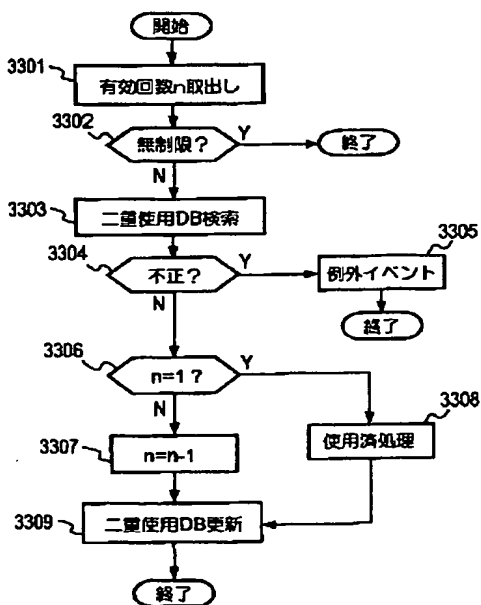 開始
3301
有効回数n取出し
3302
無制限?
Y
終了
N
3303
二重使用DB検索
3304
不正?
Y
3305
例外イベント
終了
N
3306
n=1?
Y
N
3307
n=n-1
3308
使用済処理
3309
二重使用DB更新
終了